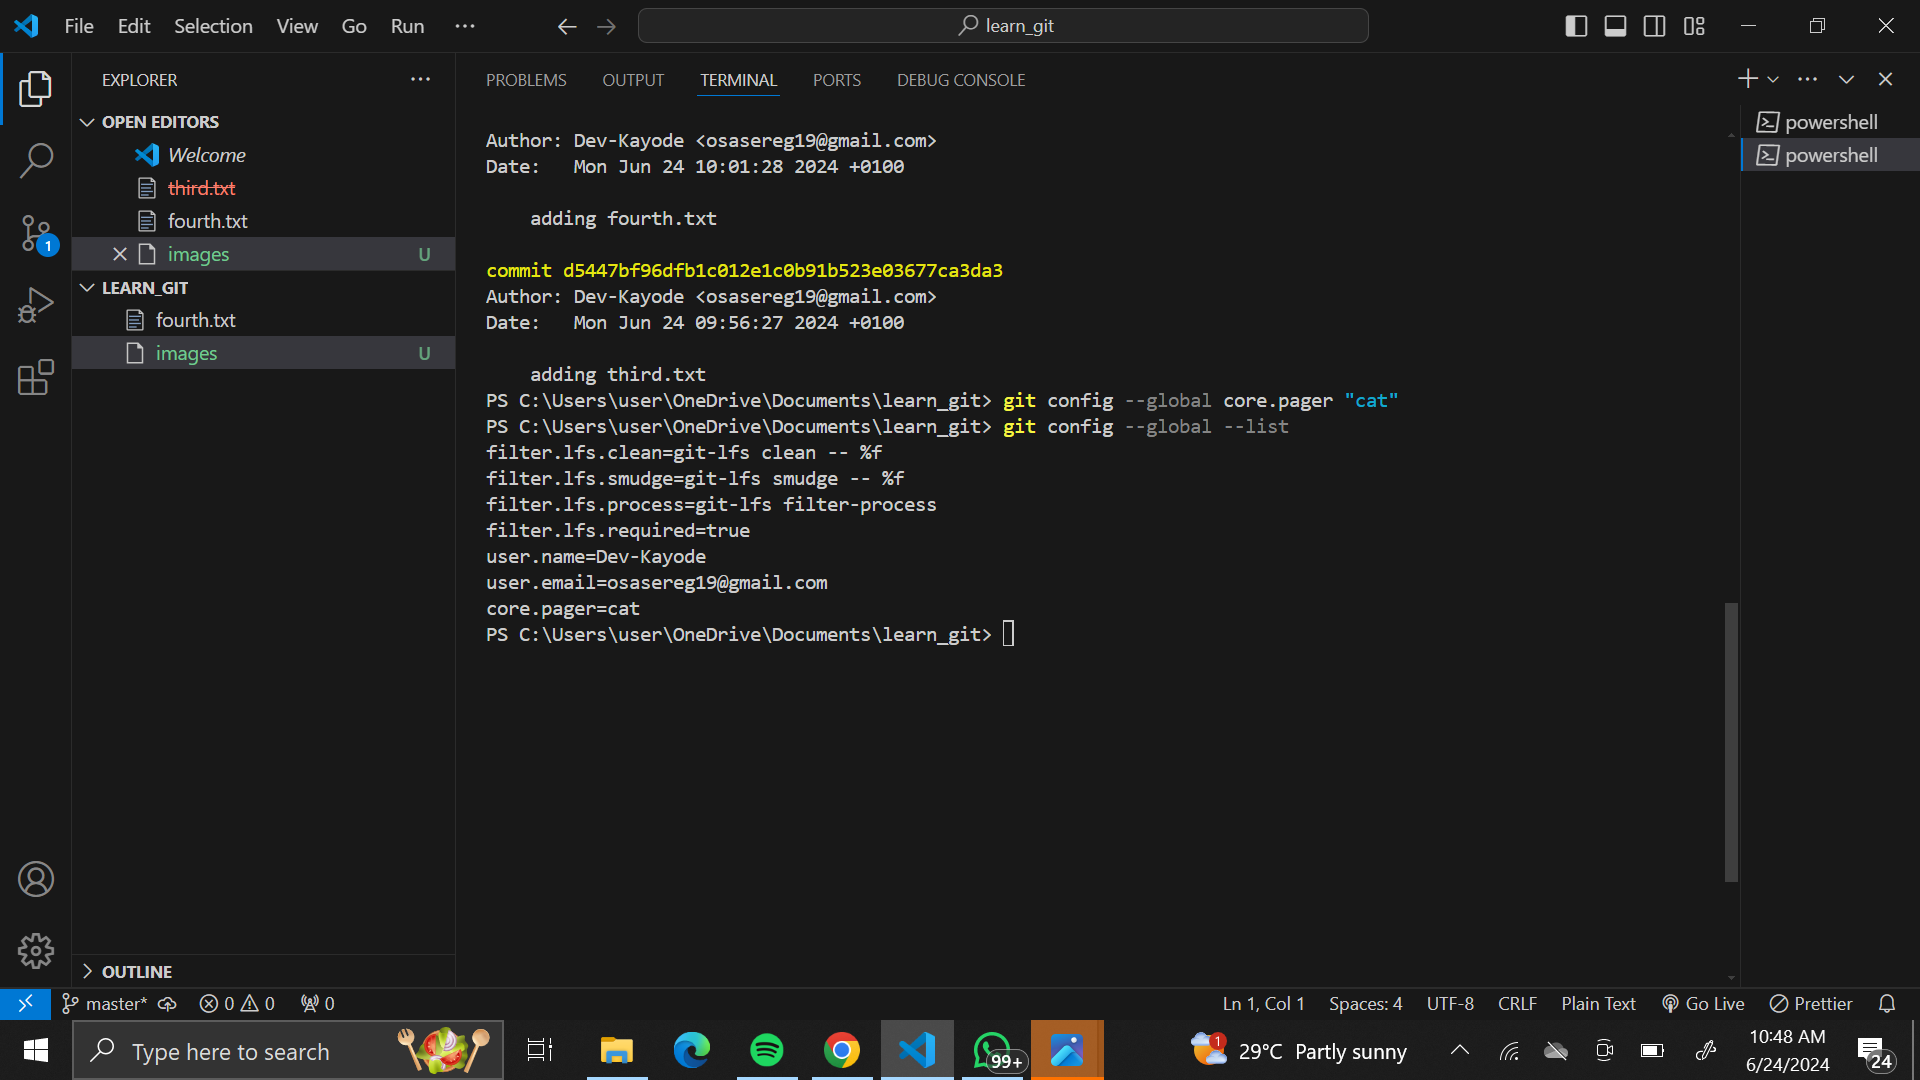 File Edit Selection View Go Run ···
learn_git
EXPLORER
OPEN EDITORS
Welcome
third.txt
fourth.txt
images U
LEARN_GIT
fourth.txt
images U
OUTLINE
1
PROBLEMS OUTPUT TERMINAL PORTS DEBUG CONSOLE
powershell
powershell
Author: Dev-Kayode <osasereg19@gmail.com>
Date:   Mon Jun 24 10:01:28 2024 +0100
adding fourth.txt
commit d5447bf96dfb1c012e1c0b91b523e03677ca3da3
Author: Dev-Kayode <osasereg19@gmail.com>
Date:   Mon Jun 24 09:56:27 2024 +0100
adding third.txt
PS C:\Users\user\OneDrive\Documents\learn_git> git config --global core.pager "cat"
PS C:\Users\user\OneDrive\Documents\learn_git> git config --global --list
filter.lfs.clean=git-lfs clean -- %f
filter.lfs.smudge=git-lfs smudge -- %f
filter.lfs.process=git-lfs filter-process
filter.lfs.required=true
user.name=Dev-Kayode
user.email=osasereg19@gmail.com
core.pager=cat
PS C:\Users\user\OneDrive\Documents\learn_git>
master* 0 0 0 Ln 1, Col 1 Spaces: 4 UTF-8 CRLF Plain Text Go Live Prettier
Type here to search 99+ 1 29°C Partly sunny 10:48 AM
6/24/2024 24